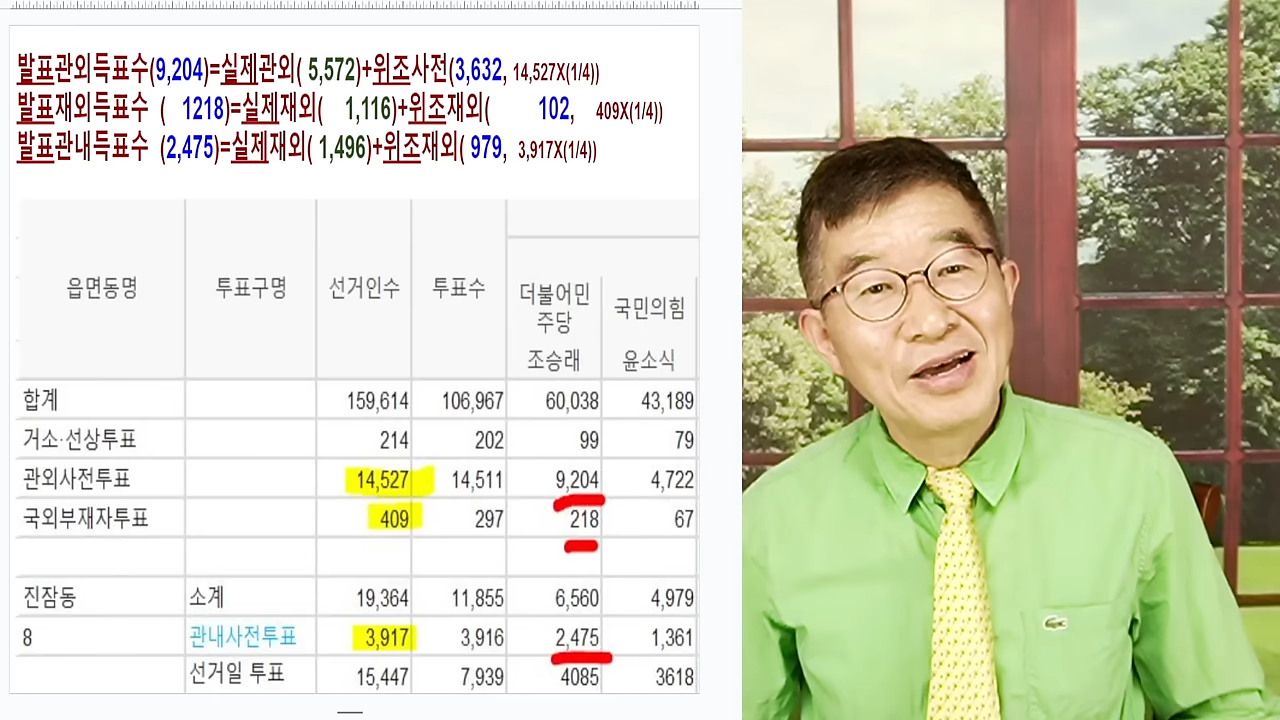 발표관외득표수(9,204)=실제관외( 5,572)+위조사전(3,632, 14,527X(1/4))
발표재외득표수 ( 1218)=실제재외( 1,116)+위조재외( 102, 409X(1/4))
발표관내득표수 (2,475)=실제재외( 1,496)+위조재외( 979, 3,917X(1/4))
읍면동명 투표구명 선거인수 투표수 더불어민주당 조승래 국민의힘 윤소식
합계 159,614 106,967 60,038 43,189
거소·선상투표 214 202 99 79
관외사전투표 14,527 14,511 9,204 4,722
국외부재자투표 409 297 218 67
진잠동 소계 19,364 11,855 6,560 4,979
8 관내사전투표 3,917 3,916 2,475 1,361
선거일 투표 15,447 7,939 4085 3618